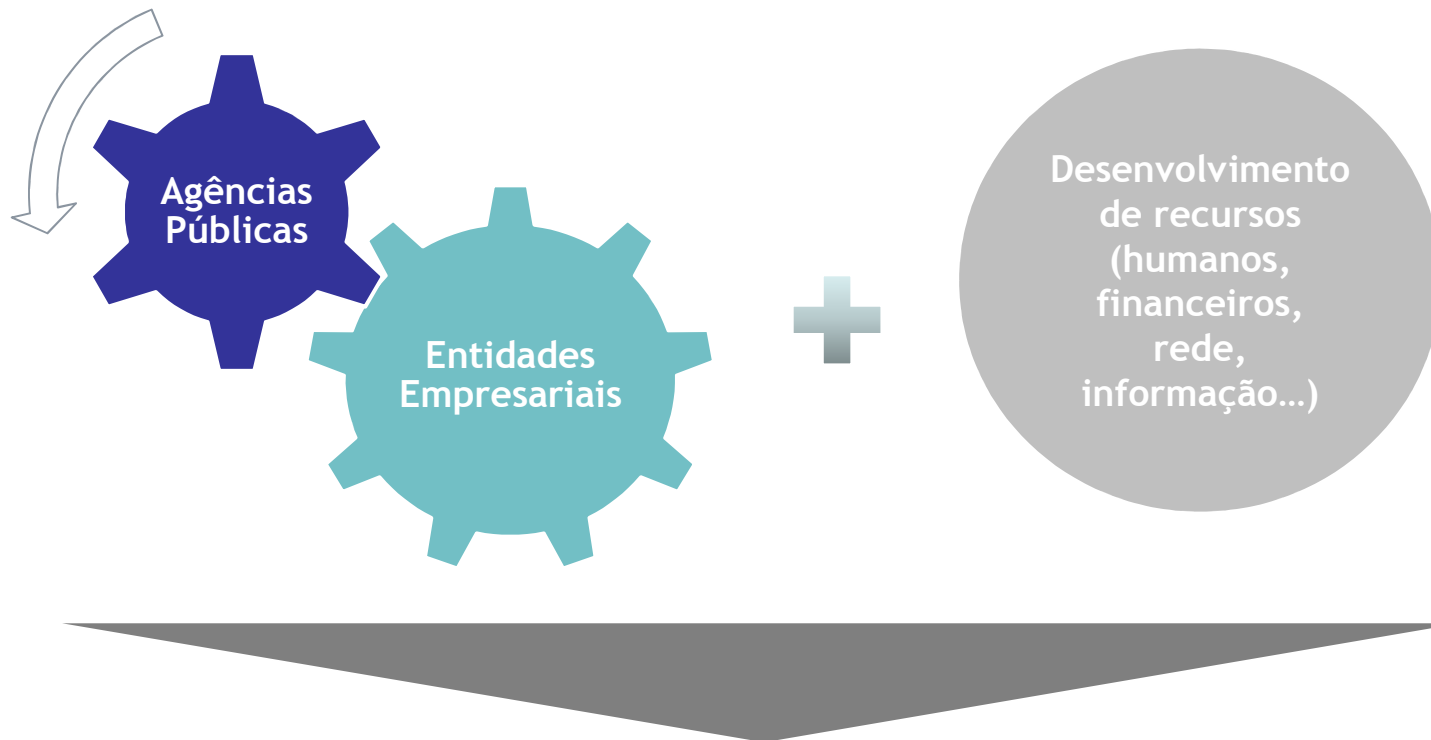 Agências
Públicas
Entidades
Empresariais
Desenvolvimento
de recursos
(humanos,
financeiros,
rede,
informação…)